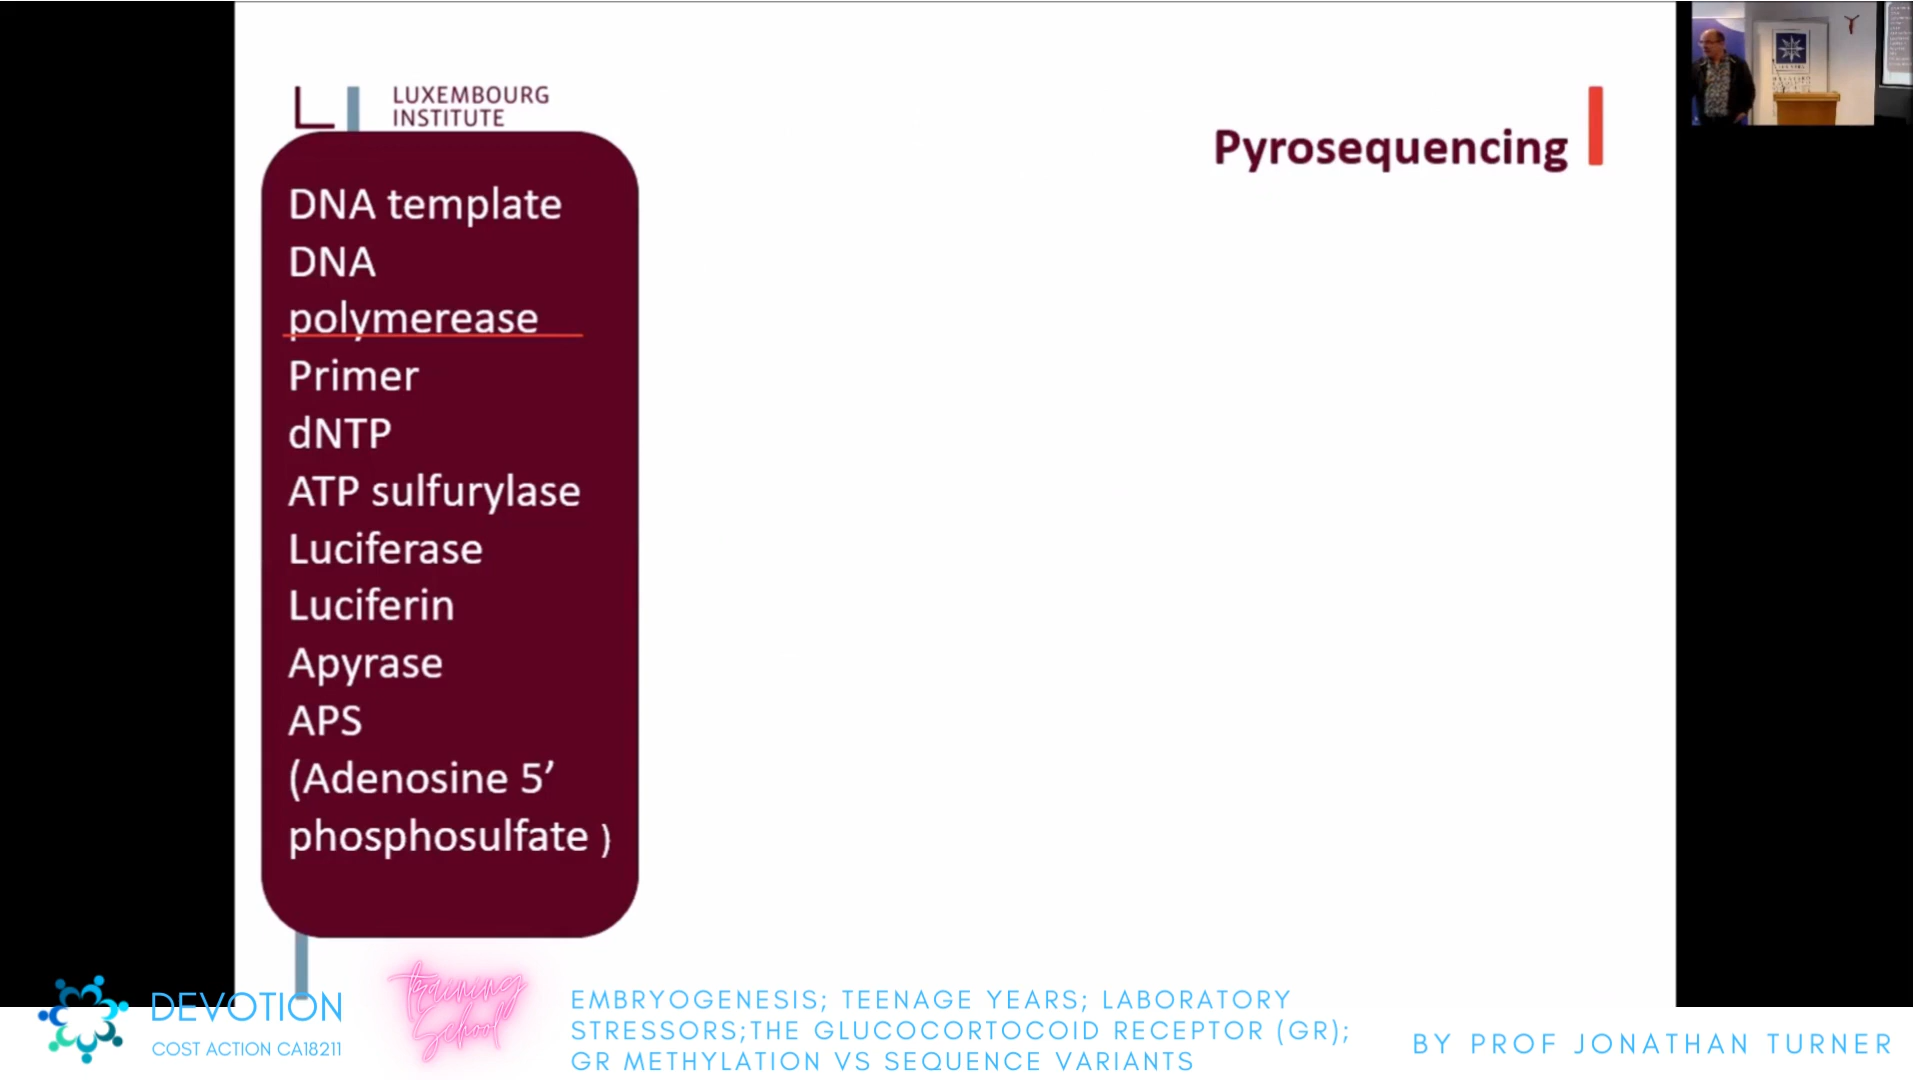 LUXEMBOURG
INSTITUTE
Pyrosequencing
DNA template
DNA
polymerease
Primer
dNTP
ATP sulfurylase
Luciferase
Luciferin
Apyrase
APS
(Adenosine 5’
phosphosulfate )
DEVOTION
COST ACTION CA18211
Training
School
EMBRYOGENESIS; TEENAGE YEARS; LABORATORY
STRESSORS;THE GLUCOCORTOCOID RECEPTOR (GR);
GR METHYLATION VS SEQUENCE VARIANTS
BY PROF JONATHAN TURNER